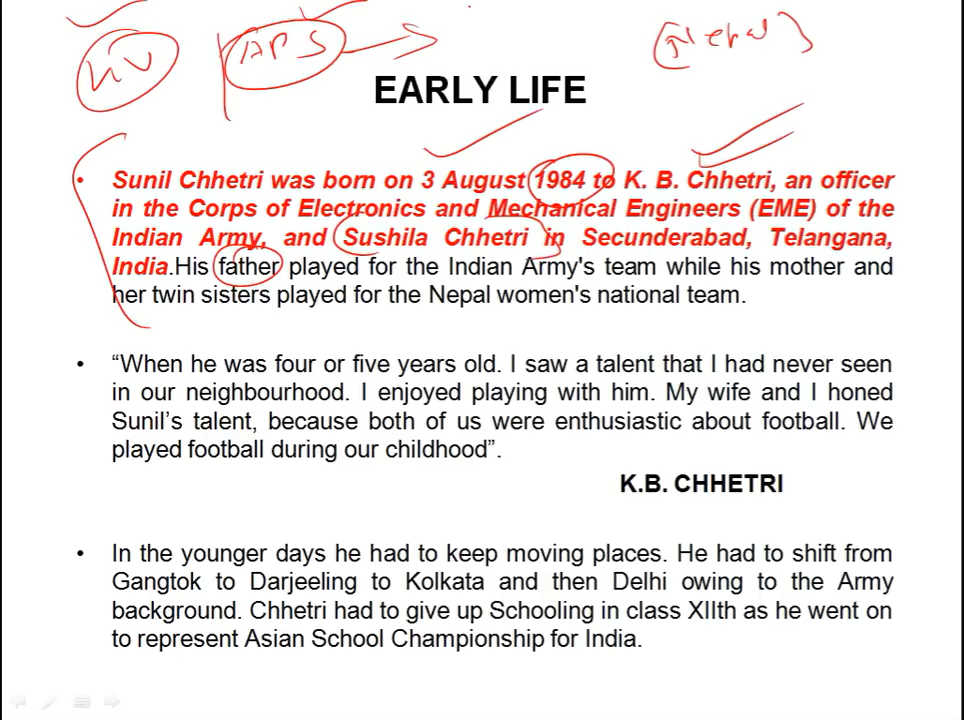 KV APS (Nepal)
EARLY LIFE
• Sunil Chhetri was born on 3 August 1984 to K. B. Chhetri, an officer
in the Corps of Electronics and Mechanical Engineers (EME) of the
Indian Army, and Sushila Chhetri in Secunderabad, Telangana,
India.His father played for the Indian Army's team while his mother and
her twin sisters played for the Nepal women's national team.
• “When he was four or five years old. I saw a talent that I had never seen
in our neighbourhood. I enjoyed playing with him. My wife and I honed
Sunil’s talent, because both of us were enthusiastic about football. We
played football during our childhood”.
K.B. CHHETRI
• In the younger days he had to keep moving places. He had to shift from
Gangtok to Darjeeling to Kolkata and then Delhi owing to the Army
background. Chhetri had to give up Schooling in class XIIth as he went on
to represent Asian School Championship for India.